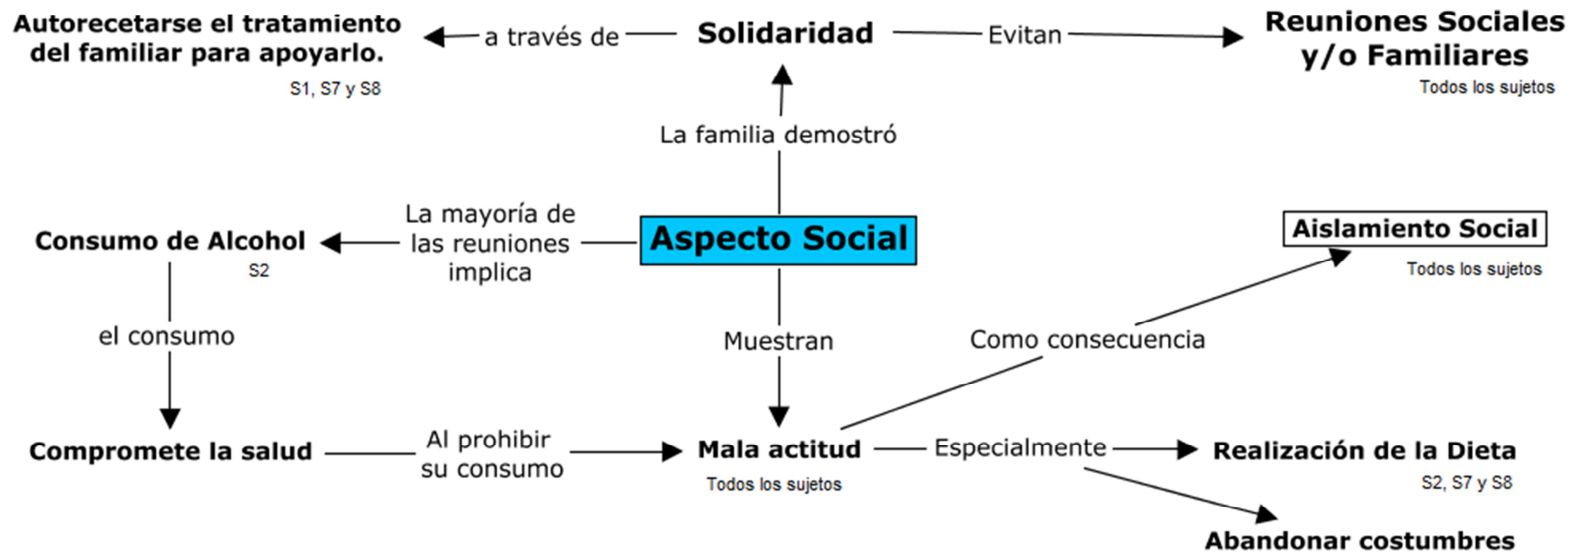 Autorecetarse el tratamiento
del familiar para apoyarlo.
S1, S7 y S8
a través de
Solidaridad
Evitan
Reuniones Sociales
y/o Familiares
Todos los sujetos
La familia demostró
Consumo de Alcohol
S2
La mayoría de
las reuniones
implica
Aspecto Social
Aislamiento Social
Todos los sujetos
el consumo
Muestran
Como consecuencia
Compromete la salud
Al prohibir
su consumo
Mala actitud
Todos los sujetos
Especialmente
Realización de la Dieta
S2, S7 y S8
Abandonar costumbres